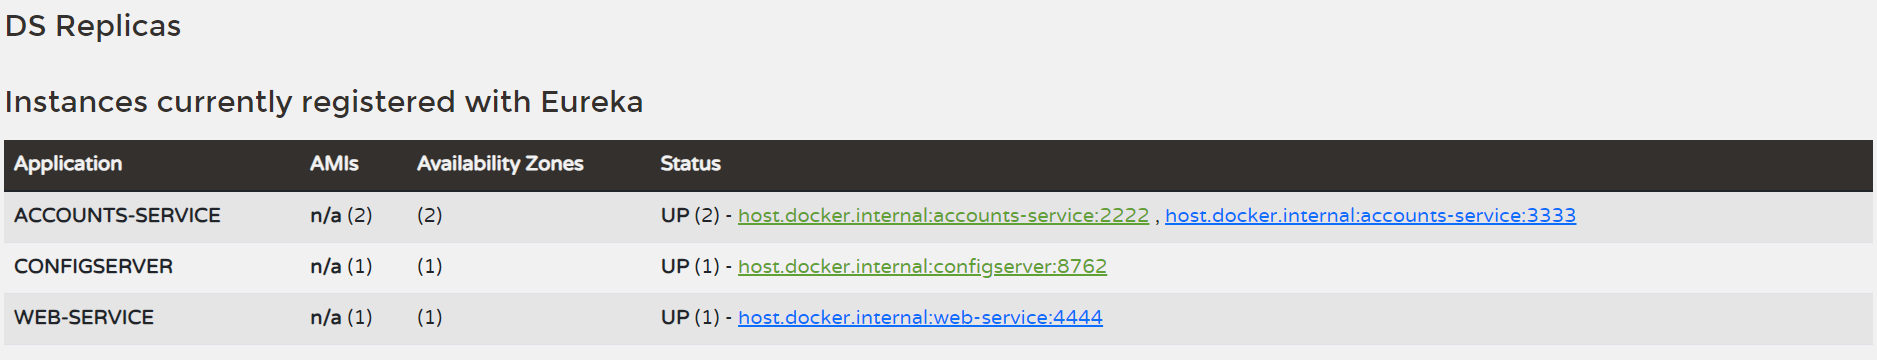 DS Replicas
Instances currently registered with Eureka
Application AMIs Availability Zones Status
ACCOUNTS-SERVICE n/a (2) (2) UP (2) - host.docker.internal:accounts-service:2222 , host.docker.internal:accounts-service:3333
CONFIGSERVER n/a (1) (1) UP (1) - host.docker.internal:configserver:8762
WEB-SERVICE n/a (1) (1) UP (1) - host.docker.internal:web-service:4444